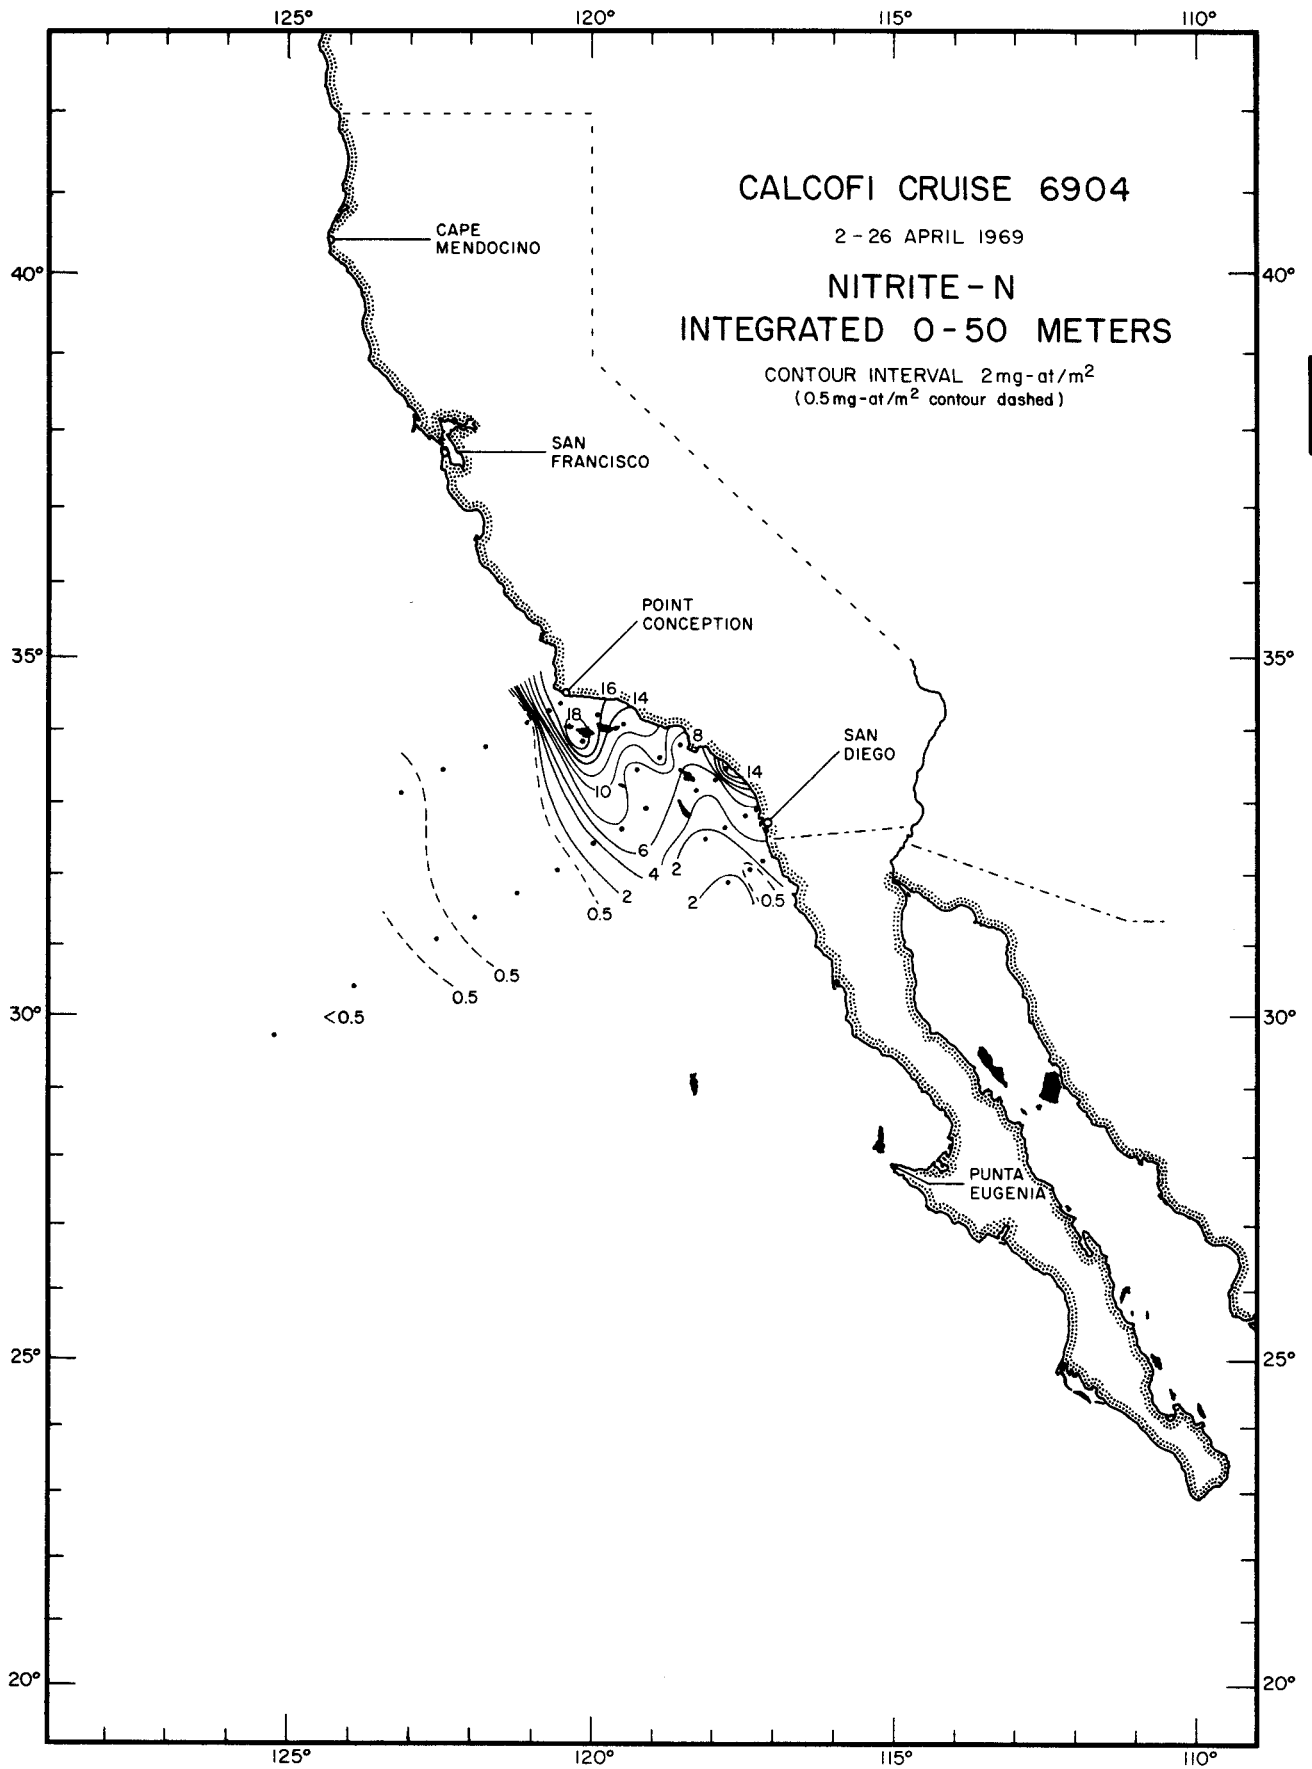 125° 120° 115° 110°
CALCOFI CRUISE 6904
2-26 APRIL 1969
CAPE
MENDOCINO
40° 40°
NITRITE-N
INTEGRATED 0-50 METERS
CONTOUR INTERVAL 2mg-at/m²
(0.5mg-at/m² contour dashed)
SAN
FRANCISCO
POINT
CONCEPTION
35° 35°
16 14
18
8
SAN
DIEGO
14
10
6
4 2
2 2
0.5 0.5
0.5
0.5
<0.5
30° 30°
PUNTA
EUGENIA
25° 25°
20° 20°
125° 120° 115° 110°